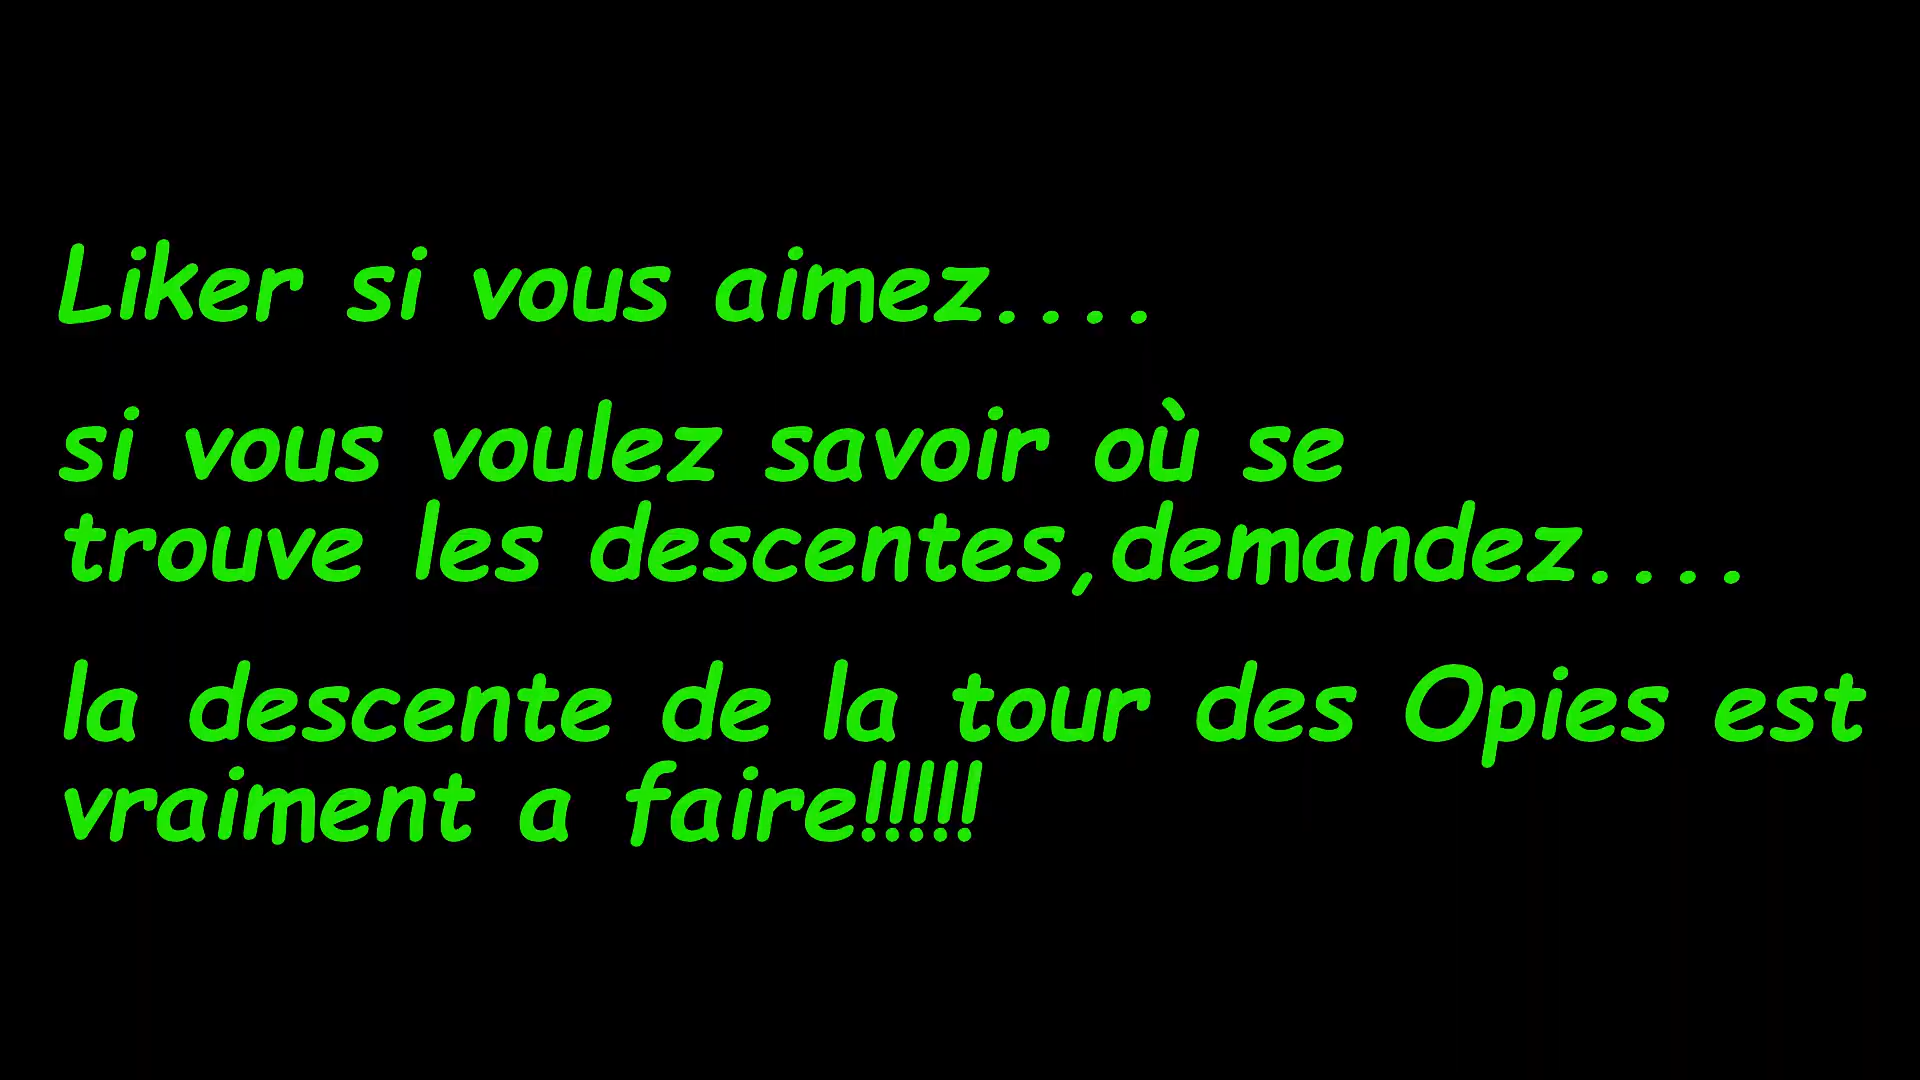 Liker si vous aimez....
si vous voulez savoir où se
trouve les descentes,demandez....
la descente de la tour des Opies est
vraiment a faire!!!!!